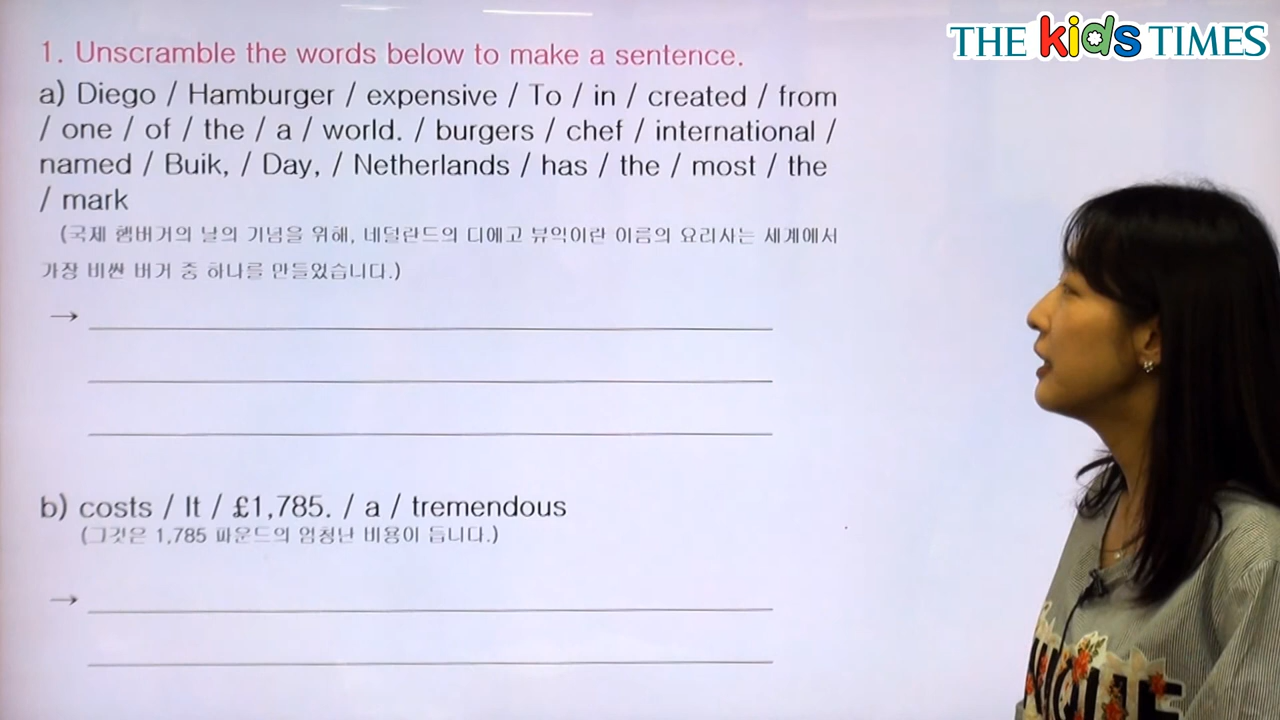 THE kids TIMES
1. Unscramble the words below to make a sentence.
a) Diego / Hamburger / expensive / To / in / created / from
/ one / of / the / a / world. / burgers / chef / international /
named / Buik, / Day, / Netherlands / has / the / most / the
/ mark
(국제 햄버거의 날의 기념을 위해, 네덜란드의 디에고 뷰익이란 이름의 요리사는 세계에서
가장 비싼 버거 중 하나를 만들었습니다.)
→
b) costs / It / £1,785. / a / tremendous
(그것은 1,785 파운드의 엄청난 비용이 듭니다.)
→